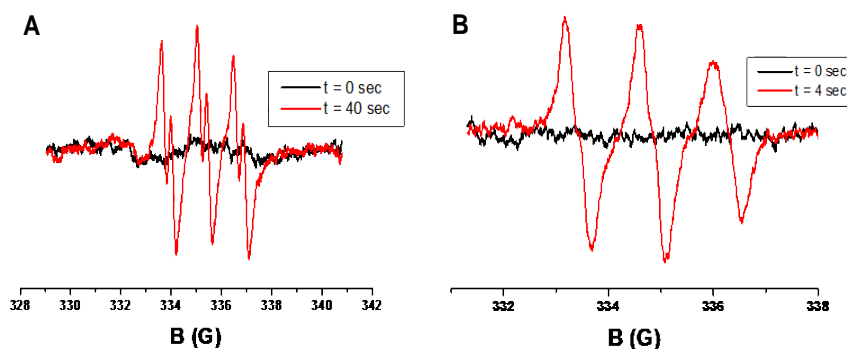 A
t = 0 sec
t = 40 sec
328 330 332 334 336 338 340 342
B (G)
B
t = 0 sec
t = 4 sec
332 334 336 338
B (G)